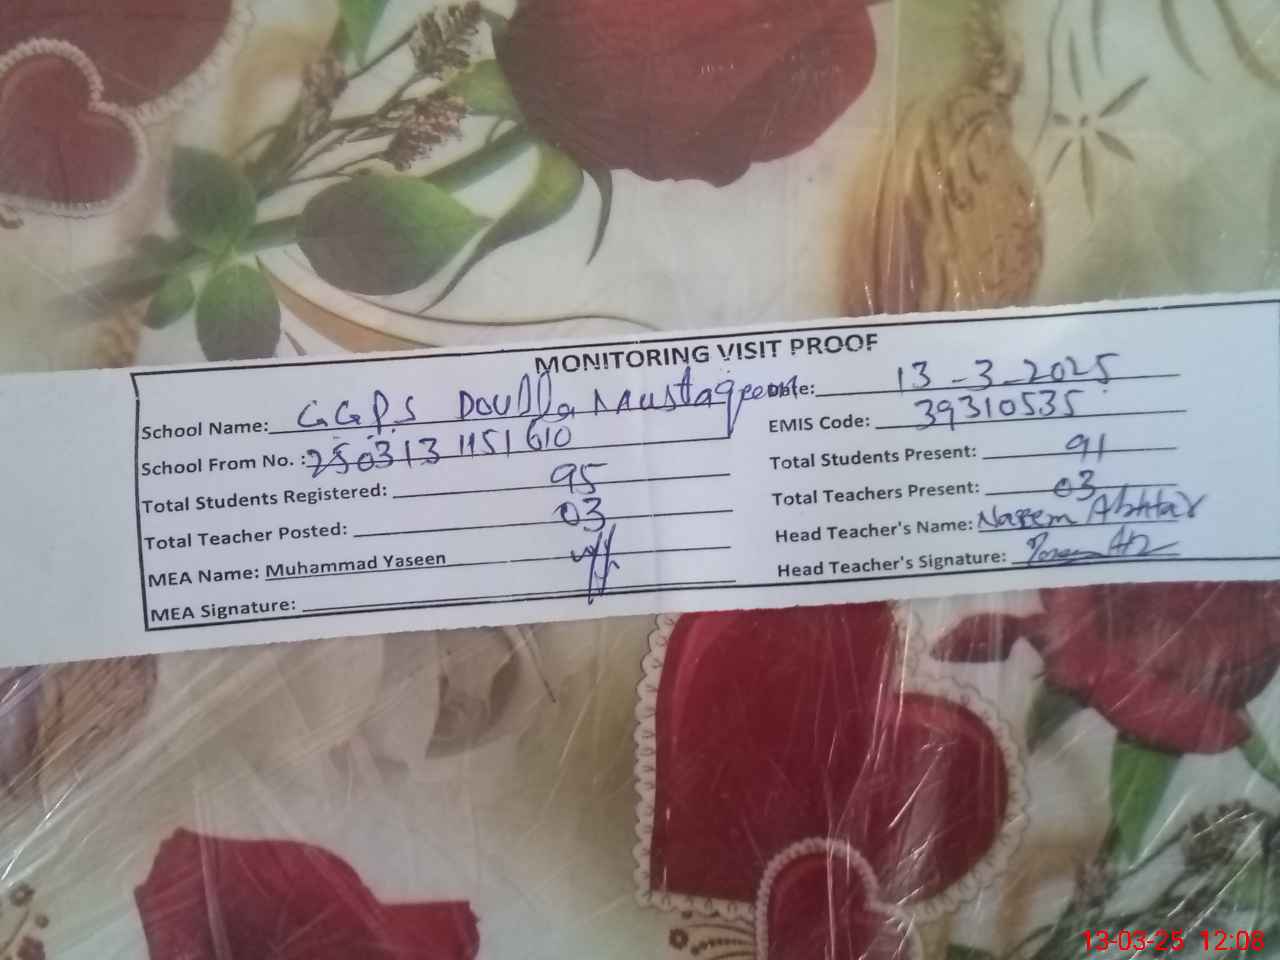 MONITORING VISIT PROOF
School Name: GGPS Doulla Mustaqeem Date: 13-3-2025
School From No. : 250313 1151610 EMIS Code: 39310535
Total Students Registered: 95 Total Students Present: 91
Total Teacher Posted: 03 Total Teachers Present: 03
MEA Name: Muhammad Yaseen Head Teacher's Name: Naseem Akhtar
MEA Signature: Head Teacher's Signature:
13-03-25 12:08